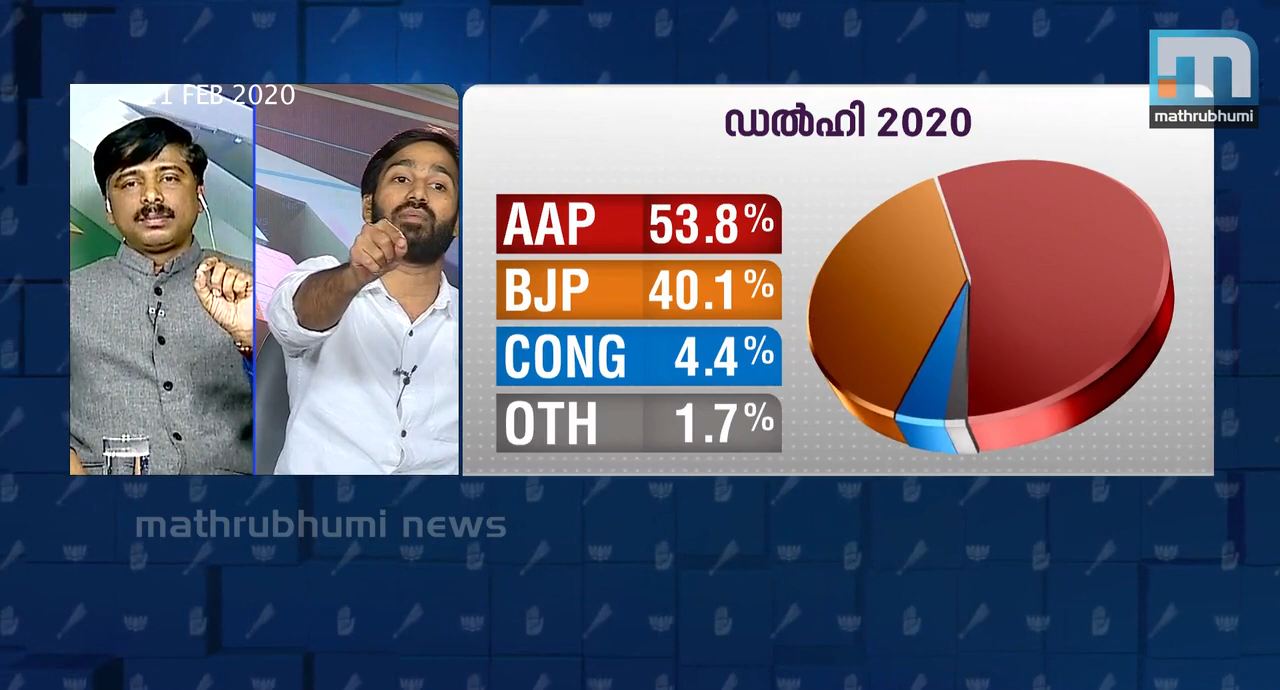 FEB 2020
ഡൽഹി 2020
mathrubhumi
AAP 53.8%
BJP 40.1%
CONG 4.4%
OTH 1.7%
mathrubhumi news